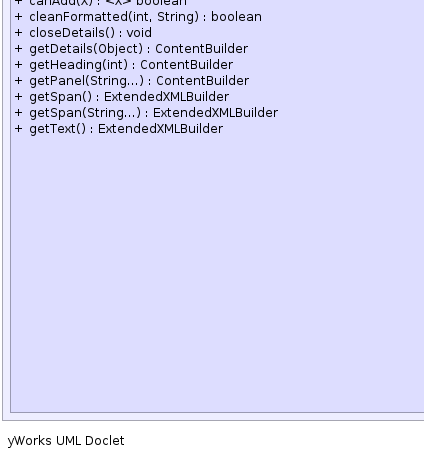 + canAdd(X) : <X> boolean
+ cleanFormatted(int, String) : boolean
+ closeDetails() : void
+ getDetails(Object) : ContentBuilder
+ getHeading(int) : ContentBuilder
+ getPanel(String...) : ContentBuilder
+ getSpan() : ExtendedXMLBuilder
+ getSpan(String...) : ExtendedXMLBuilder
+ getText() : ExtendedXMLBuilder
yWorks UML Doclet